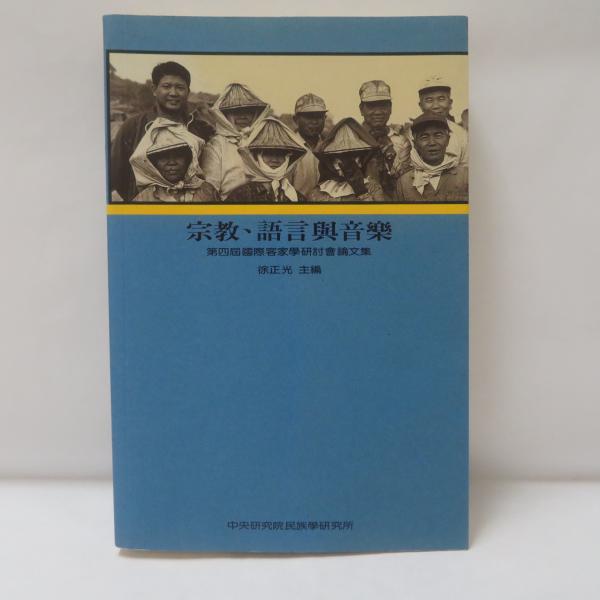 宗教、語言與音樂
第四屆國際客家學研討會論文集
徐正光 主編
中央研究院民族學研究所